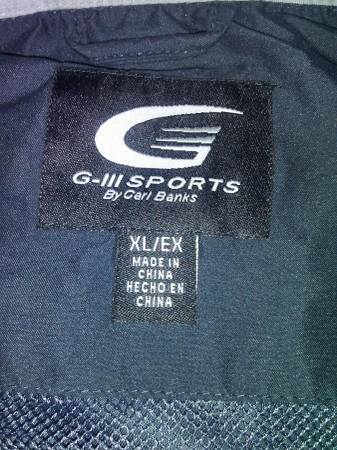 G-III SPORTS
By Carl Banks
XL/EX
MADE IN
CHINA
HECHO EN
CHINA